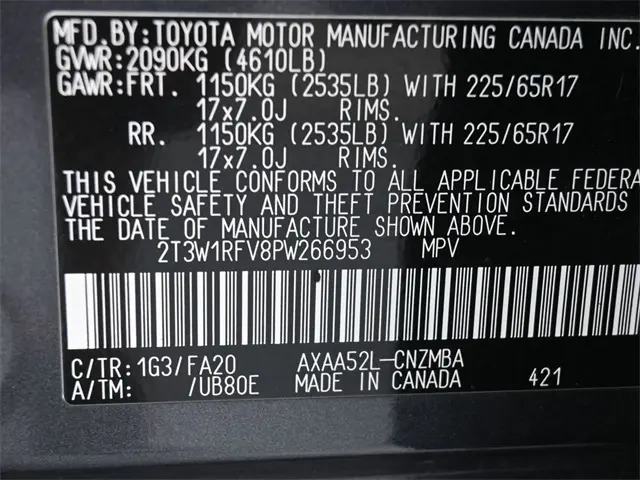 MFD.BY:TOYOTA MOTOR MANUFACTURING CANADA INC.
GVWR:2090KG (4610LB)
GAWR:FRT. 1150KG (2535LB) WITH 225/65R17
17x7.0J RIMS.
RR. 1150KG (2535LB) WITH 225/65R17
17x7.0J RIMS.
THIS VEHICLE CONFORMS TO ALL APPLICABLE FEDERA
VEHICLE SAFETY AND THEFT PREVENTION STANDARDS
THE DATE OF MANUFACTURE SHOWN ABOVE.
2T3W1RFV8PW266953 MPV
C/TR:1G3/FA20 AXAA52L-CNZMBA
A/TM: /UB80E MADE IN CANADA 421